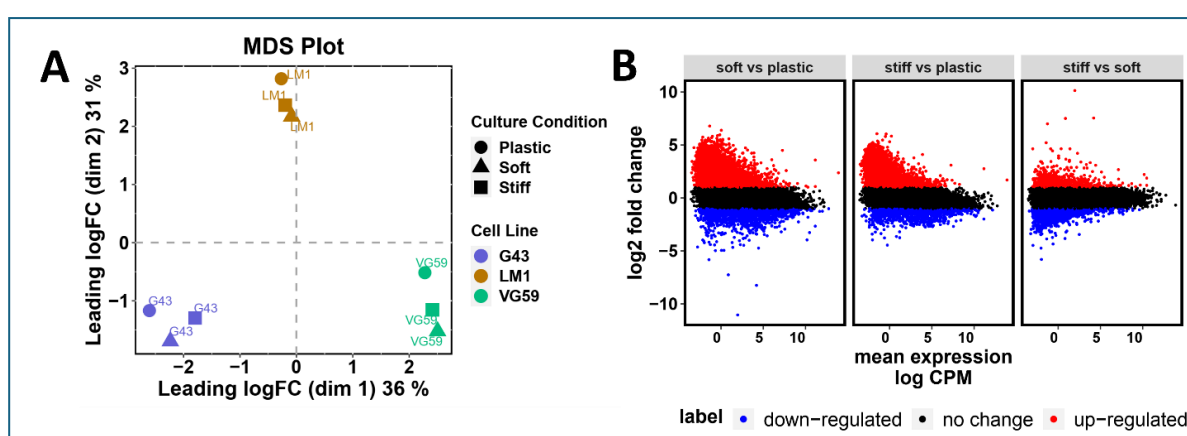 A
MDS Plot
Leading logFC (dim 2) 31 %
3
2
1
0
−1
LM1
LM1
LM1
VG59
VG59
VG59
G43
G43
G43
−2
−1
0
1
2
Leading logFC (dim 1) 36 %
Culture Condition
Plastic
Soft
Stiff
Cell Line
G43
LM1
VG59
B
soft vs plastic
stiff vs plastic
stiff vs soft
log2 fold change
10
5
0
−5
−10
0 5 10
0 5 10
0 5 10
mean expression
log CPM
label down−regulated no change up−regulated